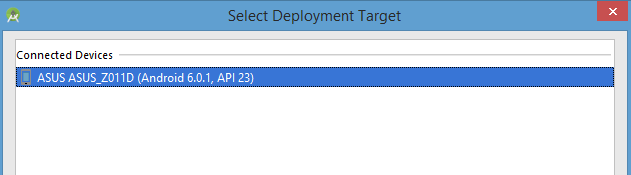 Select Deployment Target
Connected Devices
ASUS ASUS_Z011D (Android 6.0.1, API 23)